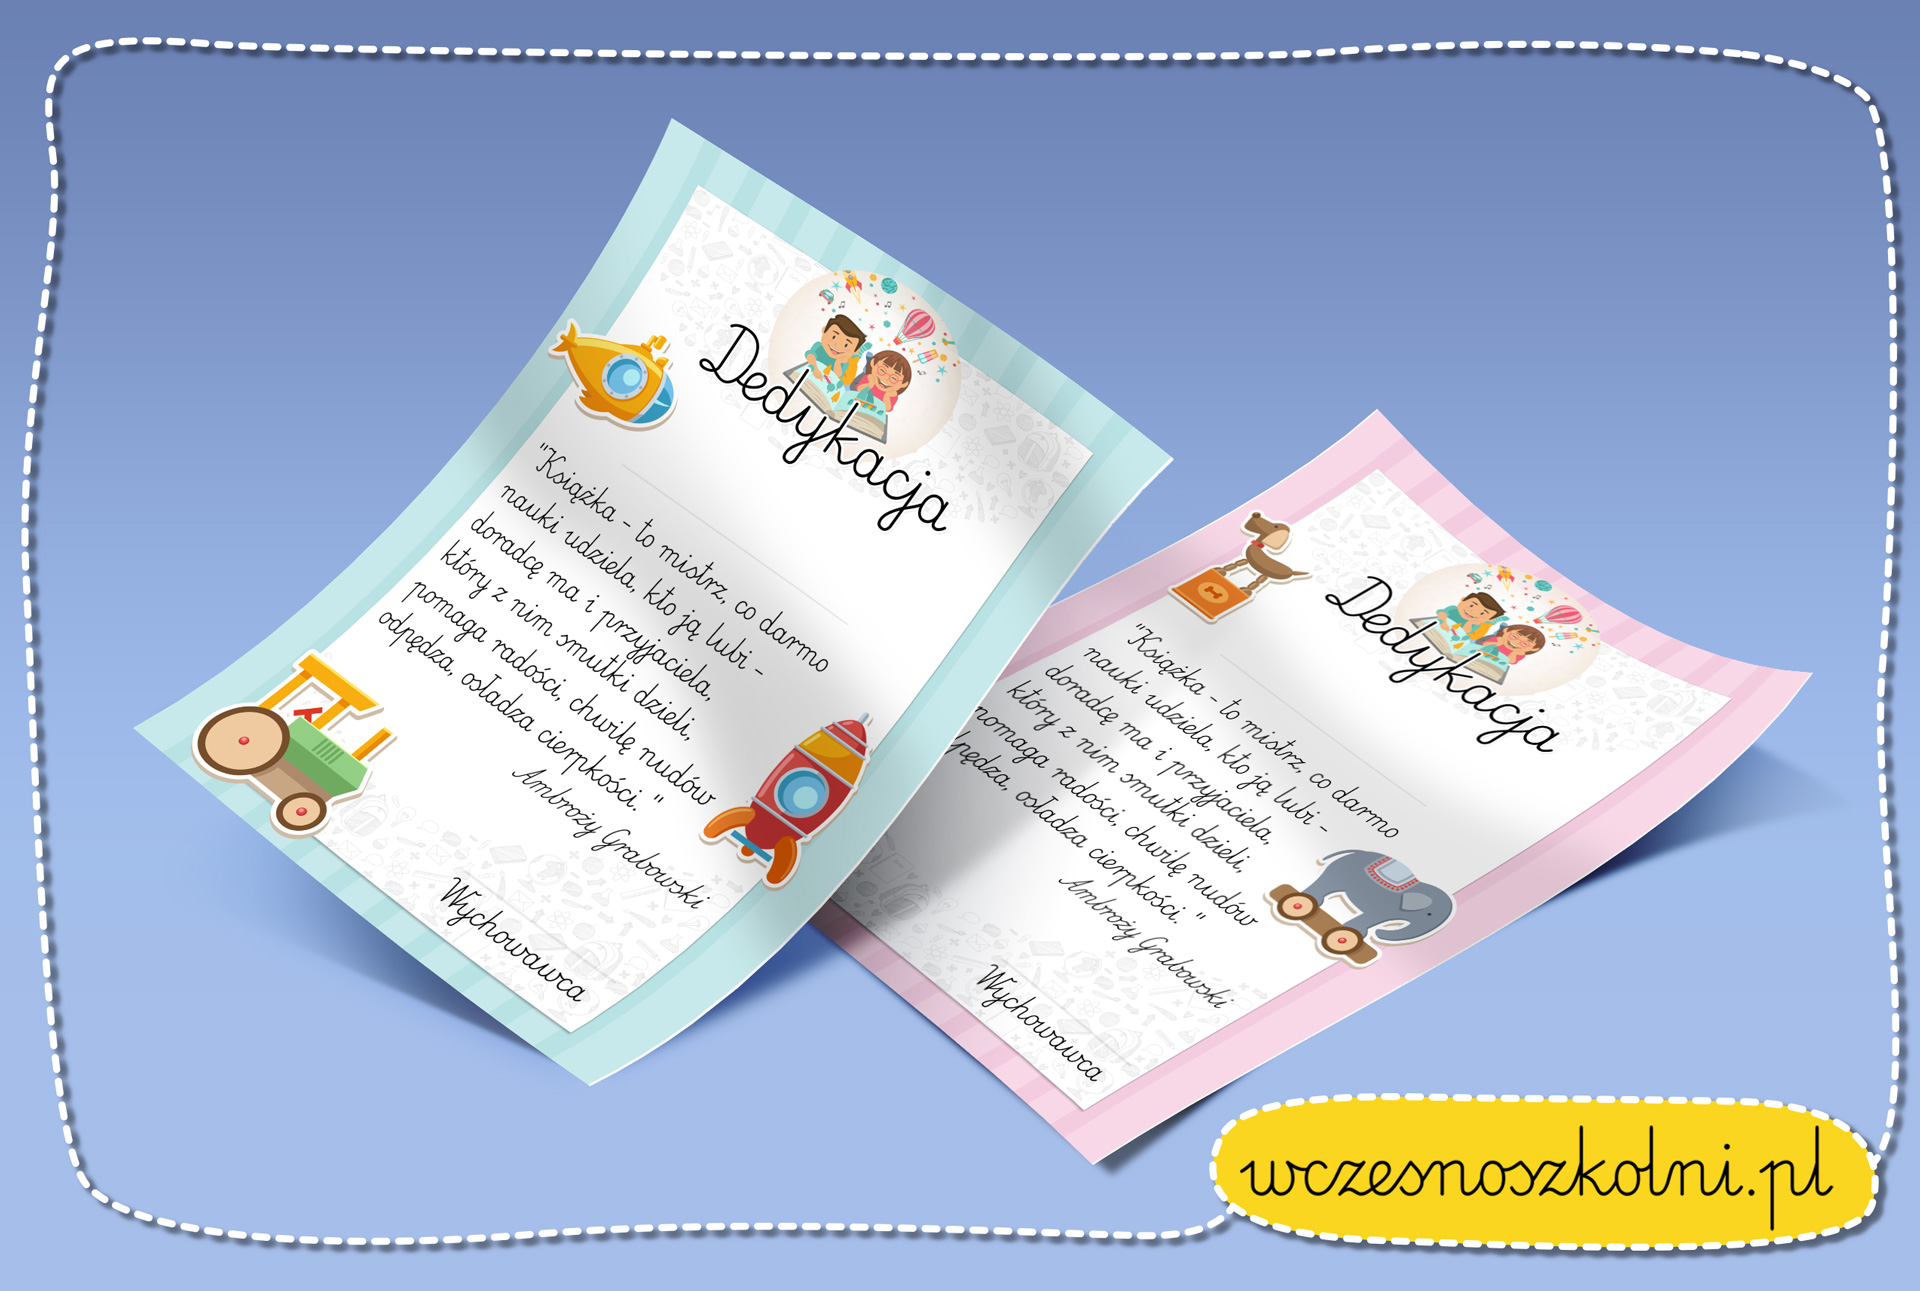 Dedykacja
"Książka - to mistrz, co darmo
nauki udziela, kto ją lubi -
doradcę ma i przyjaciela,
który z nim smutki dzieli,
pomaga radości, chwilę nudów
odpędza, osładza cierpkości."
Ambroży Grabowski
Wychowawca
Dedykacja
"Książka - to mistrz, co darmo
nauki udziela, kto ją lubi -
doradcę ma i przyjaciela,
który z nim smutki dzieli,
pomaga radości, chwilę nudów
osładza cierpkości."
Ambroży Grabowski
Wychowawca
wczesnoszkolni.pl